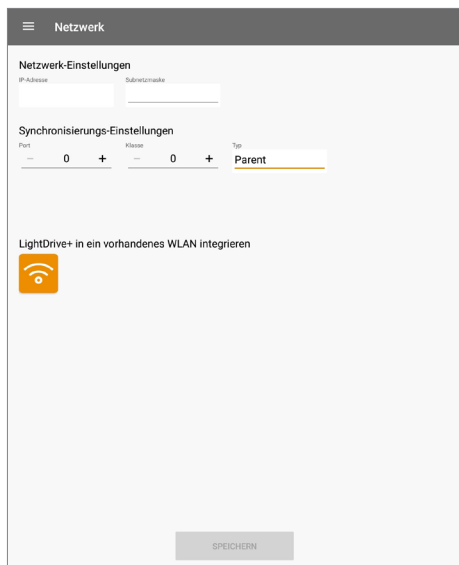 Netzwerk
Netzwerk-Einstellungen
IP-Adresse Subnetzmaske
Synchronisierungs-Einstellungen
Port Klasse Typ
− 0 + − 0 + Parent
LightDrive+ in ein vorhandenes WLAN integrieren
SPEICHERN